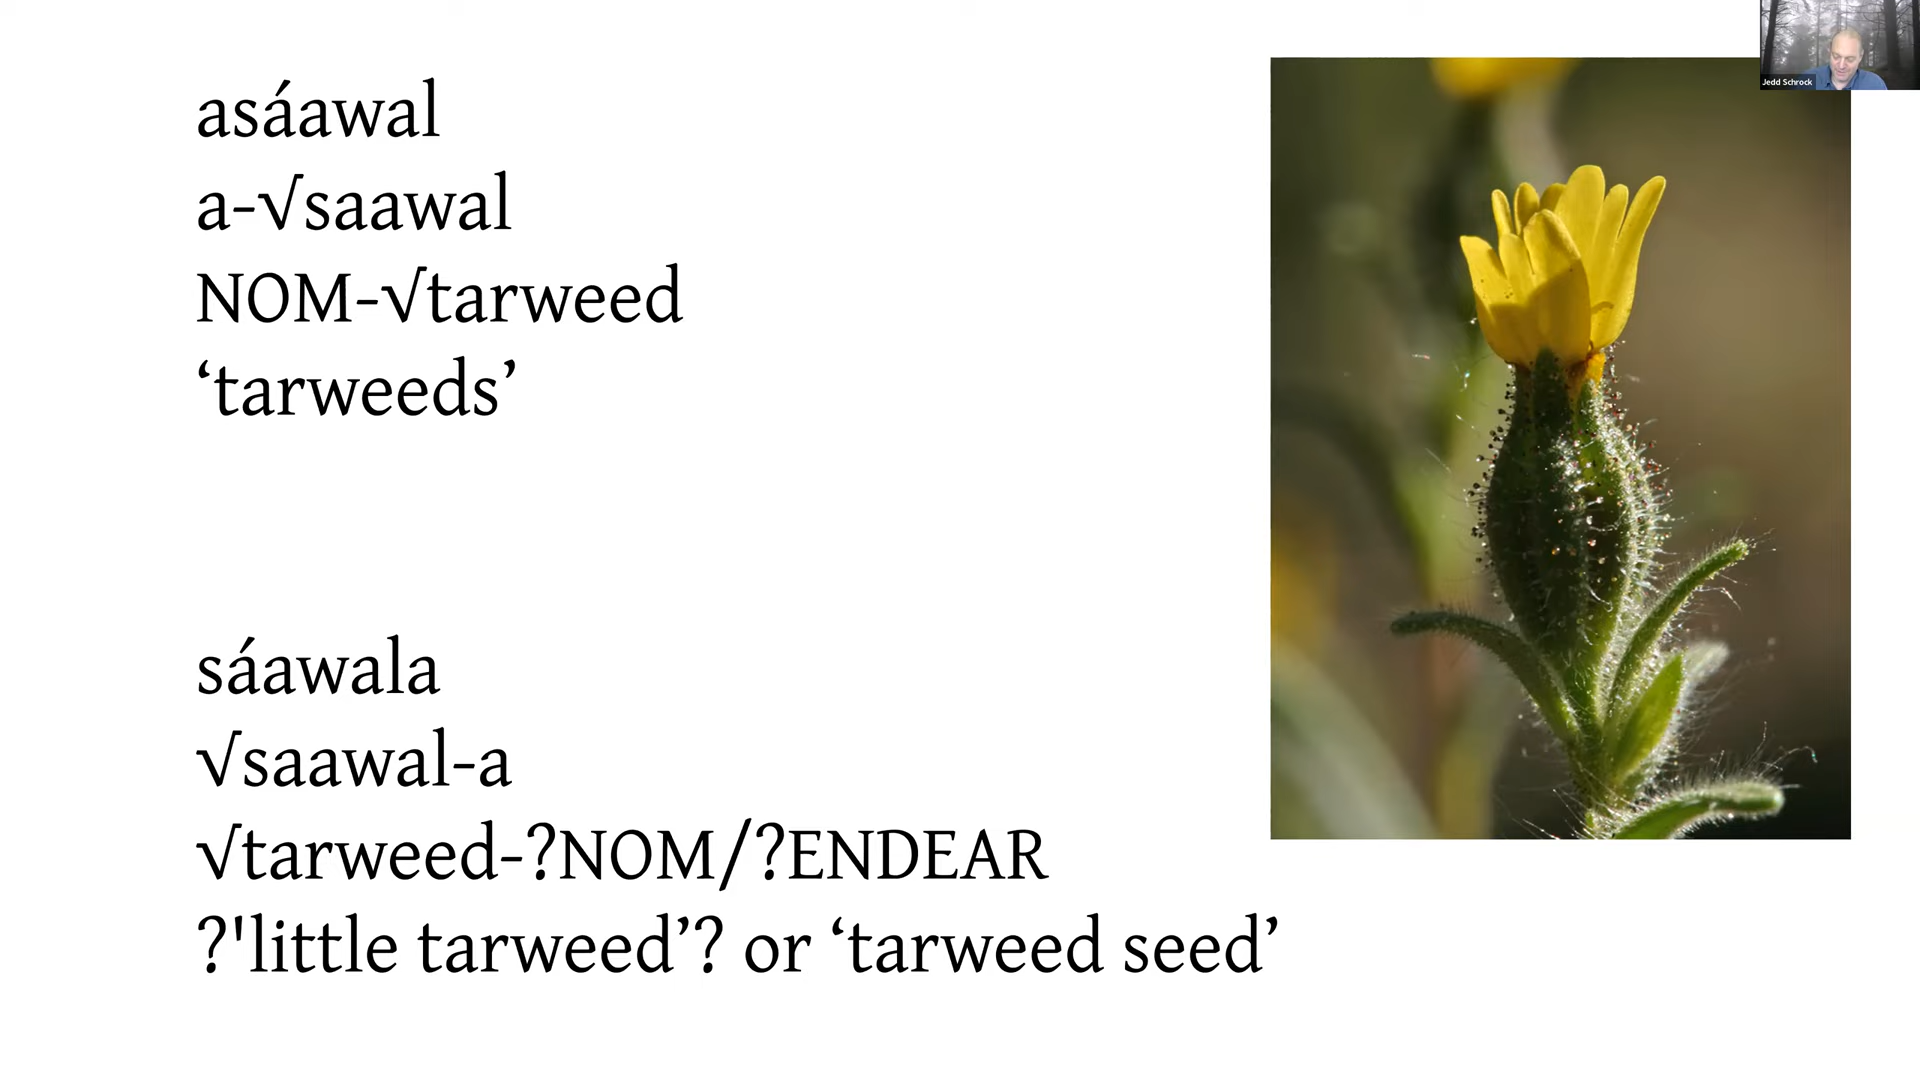 asáawal
a-√saawal
NOM-√tarweed
‘tarweeds’
sáawala
√saawal-a
√tarweed-?NOM/?ENDEAR
?'little tarweed’? or ‘tarweed seed’
Jedd Schrock